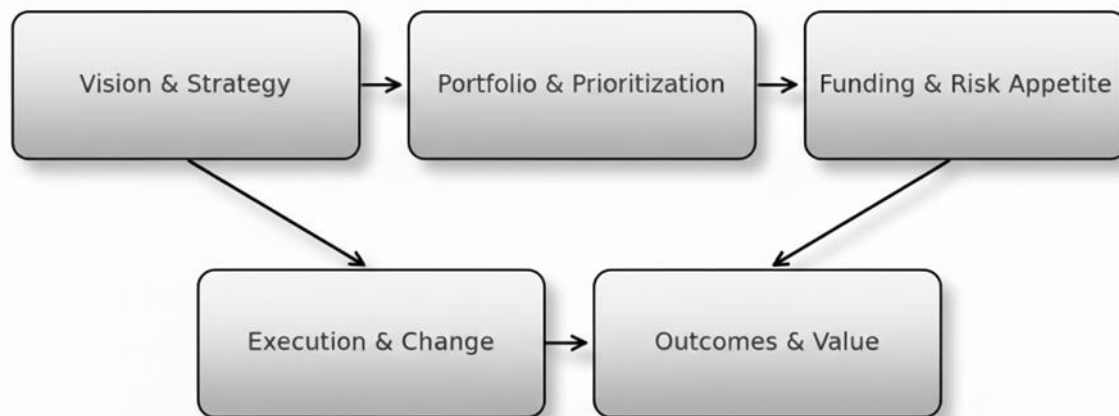 Vision & Strategy
Portfolio & Prioritization
Funding & Risk Appetite
Execution & Change
Outcomes & Value